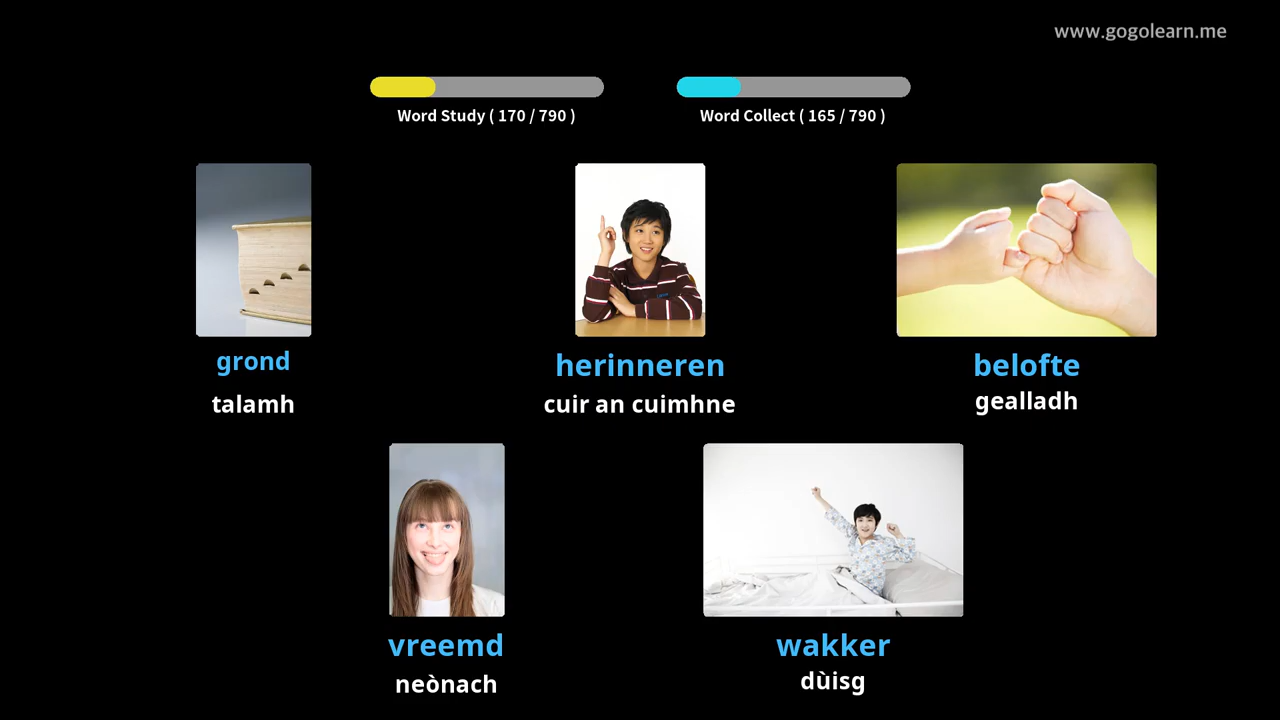 www.gogolearn.me
Word Study ( 170 / 790 )
Word Collect ( 165 / 790 )
grond
talamh
herinneren
cuir an cuimhne
belofte
gealladh
vreemd
neònach
wakker
dùisg